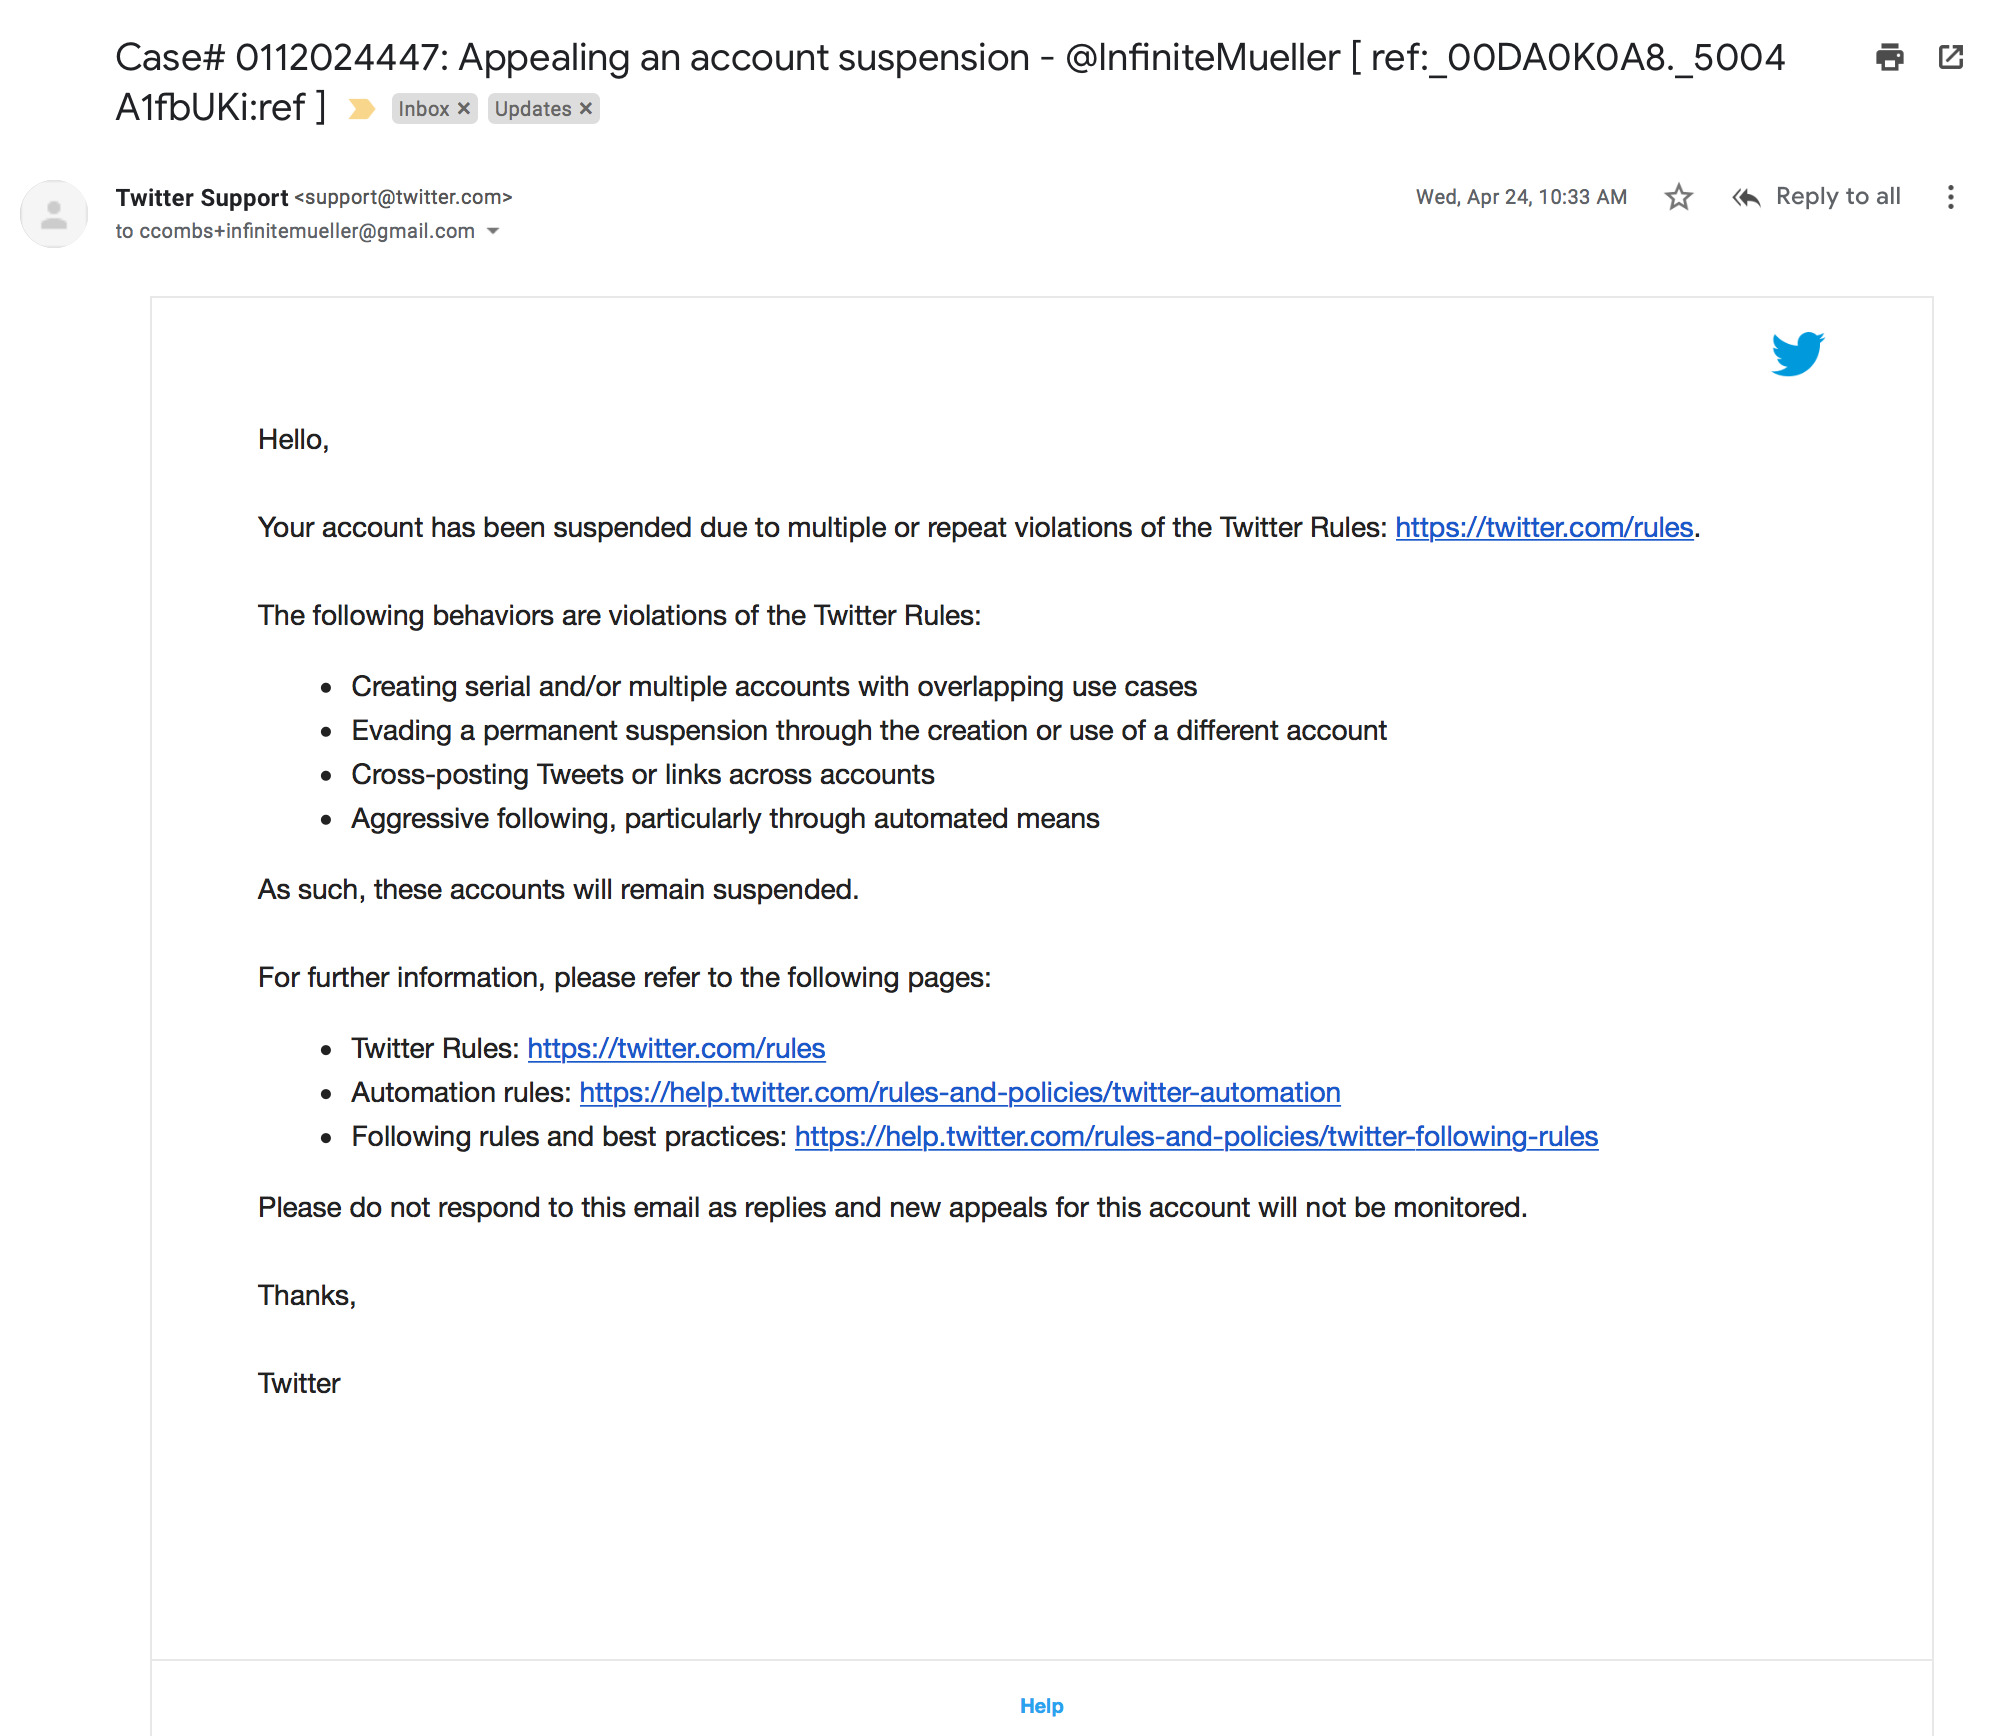 Case# 0112024447: Appealing an account suspension - @InfiniteMueller [ ref:_00DA0K0A8._5004
A1fbUKi:ref ] Inbox × Updates ×
Twitter Support <support@twitter.com> Wed, Apr 24, 10:33 AM Reply to all
to ccombs+infinitemueller@gmail.com
Hello,
Your account has been suspended due to multiple or repeat violations of the Twitter Rules: https://twitter.com/rules.
The following behaviors are violations of the Twitter Rules:
• Creating serial and/or multiple accounts with overlapping use cases
• Evading a permanent suspension through the creation or use of a different account
• Cross-posting Tweets or links across accounts
• Aggressive following, particularly through automated means
As such, these accounts will remain suspended.
For further information, please refer to the following pages:
• Twitter Rules: https://twitter.com/rules
• Automation rules: https://help.twitter.com/rules-and-policies/twitter-automation
• Following rules and best practices: https://help.twitter.com/rules-and-policies/twitter-following-rules
Please do not respond to this email as replies and new appeals for this account will not be monitored.
Thanks,
Twitter
Help